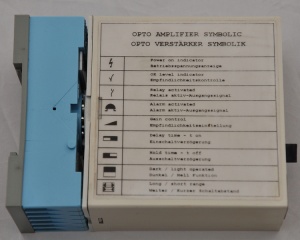 OPTO AMPLIFIER SYMBOLIC
OPTO VERSTÄRKER SYMBOLIK
Power on indicator
Betriebsspannungsanzeige
OK level indicator
Empfindlichkeitskontrolle
Relay activated
Relais aktiv-Ausgangssignal
Alarm activated
Alarm aktiv-Ausgangssignal
Gain control
Empfindlichkeitseinstellung
Delay time - t on
Einschaltverzögerung
Hold time - t off
Ausschaltverzögerung
Dark / light operated
Dunkel / Hell Funktion
Long / short range
Weiter / Kurzer Schaltabstand